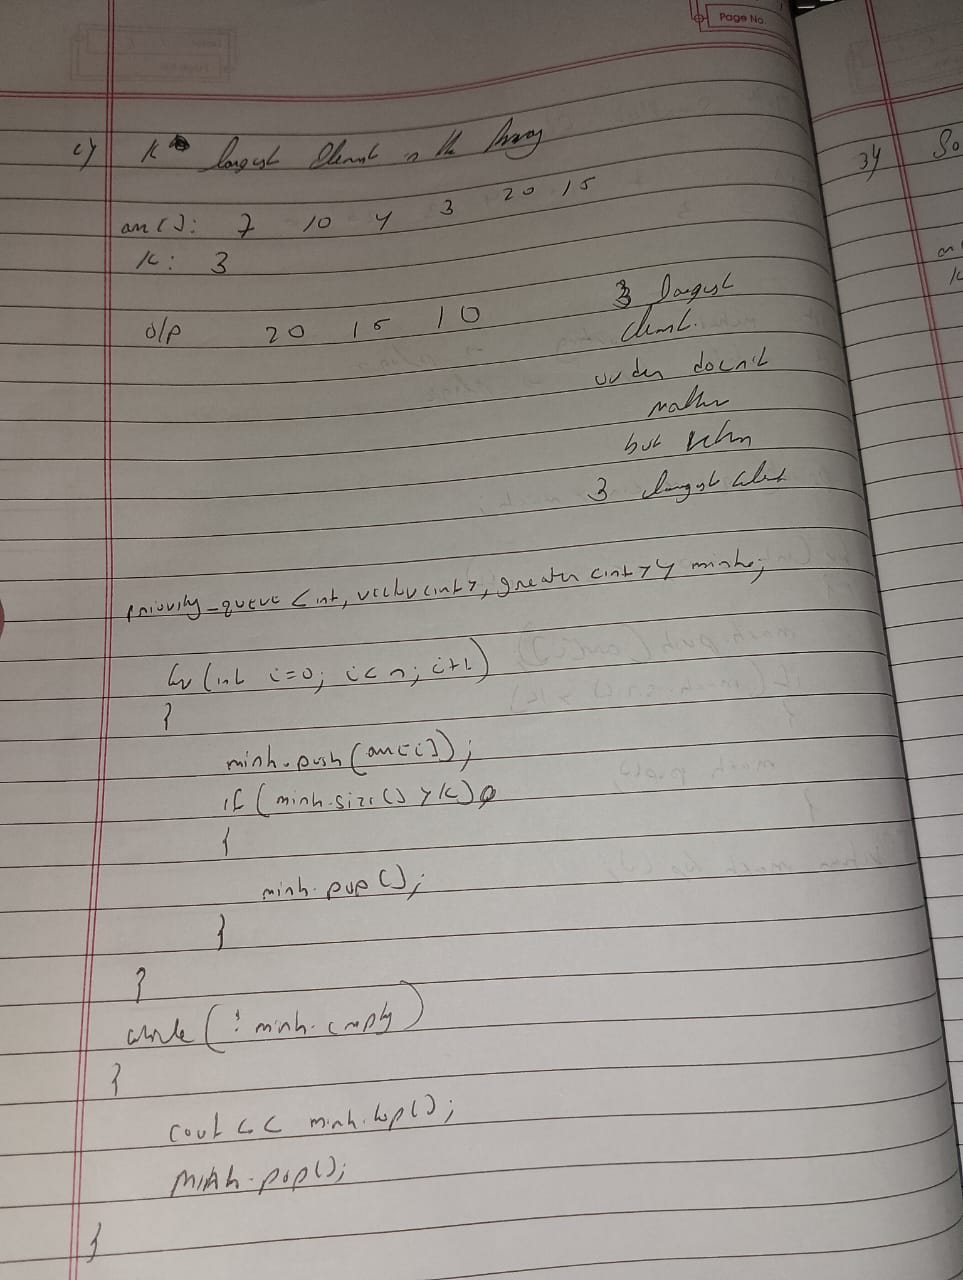 Page No.
2) K largest Element in the Array
arr[]: 7 10 4 3 20 15
K: 3
o/p 20 15 10
3 largest
element.
order doesn't
matter
but return
3 largest element
priority_queue <int, vector<int>, greater<int>> minh;
for (int i=0; i<n; i++)
{
minh.push(arr[i]);
if (minh.size() > K)
{
minh.pop();
}
}
while (! minh.empty)
{
cout << minh.top();
minh.pop();
}
3)
So
K